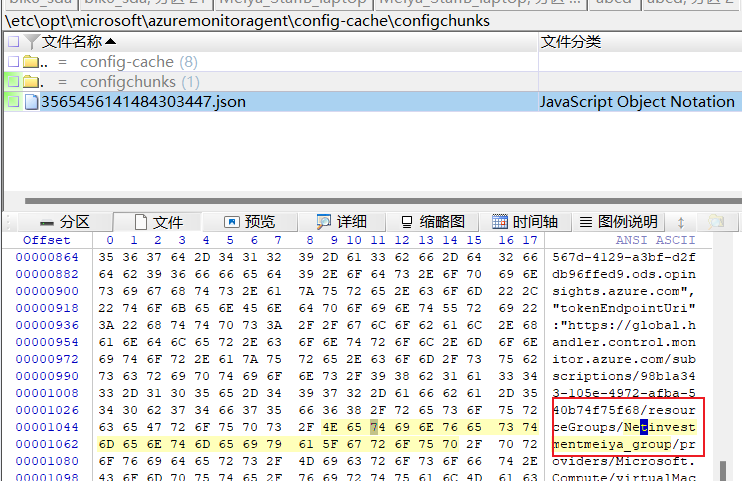 \etc\opt\microsoft\azuremonitoragent\config-cache\configchunks
文件名称 文件分类
.. = config-cache (8)
. = configchunks (1)
3565456141484303447.json JavaScript Object Notation
分区 文件 预览 详细 缩略图 时间轴 图例说明
Offset 0 1 2 3 4 5 6 7 8 9 10 11 12 13 14 15 16 17 ANSI ASCII
00000864 35 36 37 64 2D 34 31 32 39 2D 61 33 62 66 2D 64 32 66 567d-4129-a3bf-d2f
00000882 64 62 39 36 66 66 65 64 39 2E 6F 64 73 2E 6F 70 69 6E db96ffed9.ods.opin
00000900 73 69 67 68 74 73 2E 61 7A 75 72 65 2E 63 6F 6D 22 2C sights.azure.com",
00000918 22 74 6F 6B 65 6E 45 6E 64 70 6F 69 6E 74 55 72 69 22 "tokenEndpointUri"
00000936 3A 22 68 74 74 70 73 3A 2F 2F 67 6C 6F 62 61 6C 2E 68 :"https://global.h
00000954 61 6E 64 6C 65 72 2E 63 6F 6E 74 72 6F 6C 2E 6D 6F 6E andler.control.mon
00000972 69 74 6F 72 2E 61 7A 75 72 65 2E 63 6F 6D 2F 73 75 62 itor.azure.com/sub
00000990 73 63 72 69 70 74 69 6F 6E 73 2F 39 38 62 31 61 33 34 scriptions/98b1a34
00001008 33 2D 31 30 35 65 2D 34 39 37 32 2D 61 66 62 61 2D 35 3-105e-4972-afba-5
00001026 34 30 62 37 34 66 37 35 66 36 38 2F 72 65 73 6F 75 72 40b74f75f68/resour
00001044 63 65 47 72 6F 75 70 73 2F 4E 65 74 69 6E 76 65 73 74 ceGroups/Netinvest
00001062 6D 65 6E 74 6D 65 69 79 61 5F 67 72 6F 75 70 2F 70 72 mentmeiya_group/pr
00001080 6F 76 69 64 65 72 73 2F 4D 69 63 72 6F 73 6F 66 74 2E oviders/Microsoft.
00001098 43 6F 6D 70 75 74 65 2F 76 69 72 74 75 61 6C 4D 61 63 Compute/virtualMac